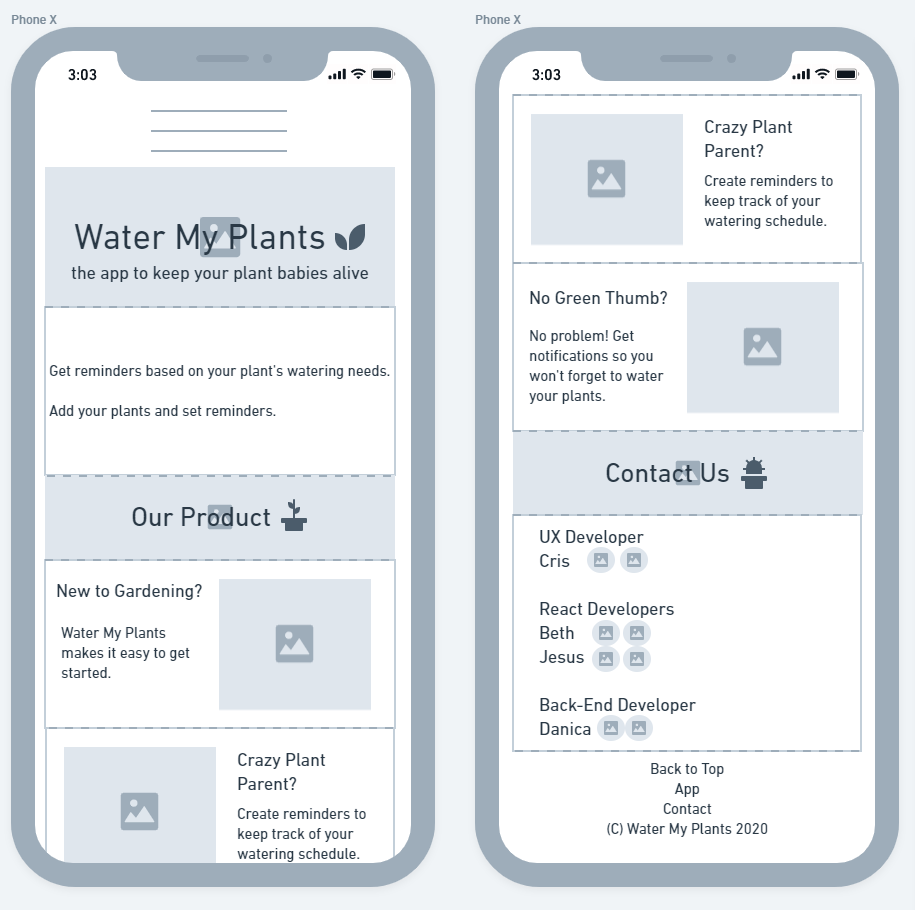 Phone X
3:03
Water My Plants
the app to keep your plant babies alive
Get reminders based on your plant's watering needs.
Add your plants and set reminders.
Our Product
New to Gardening?
Water My Plants
makes it easy to get
started.
Crazy Plant
Parent?
Create reminders to
keep track of your
watering schedule.
Phone X
3:03
Crazy Plant
Parent?
Create reminders to
keep track of your
watering schedule.
No Green Thumb?
No problem! Get
notifications so you
won't forget to water
your plants.
Contact Us
UX Developer
Cris
React Developers
Beth
Jesus
Back-End Developer
Danica
Back to Top
App
Contact
(C) Water My Plants 2020